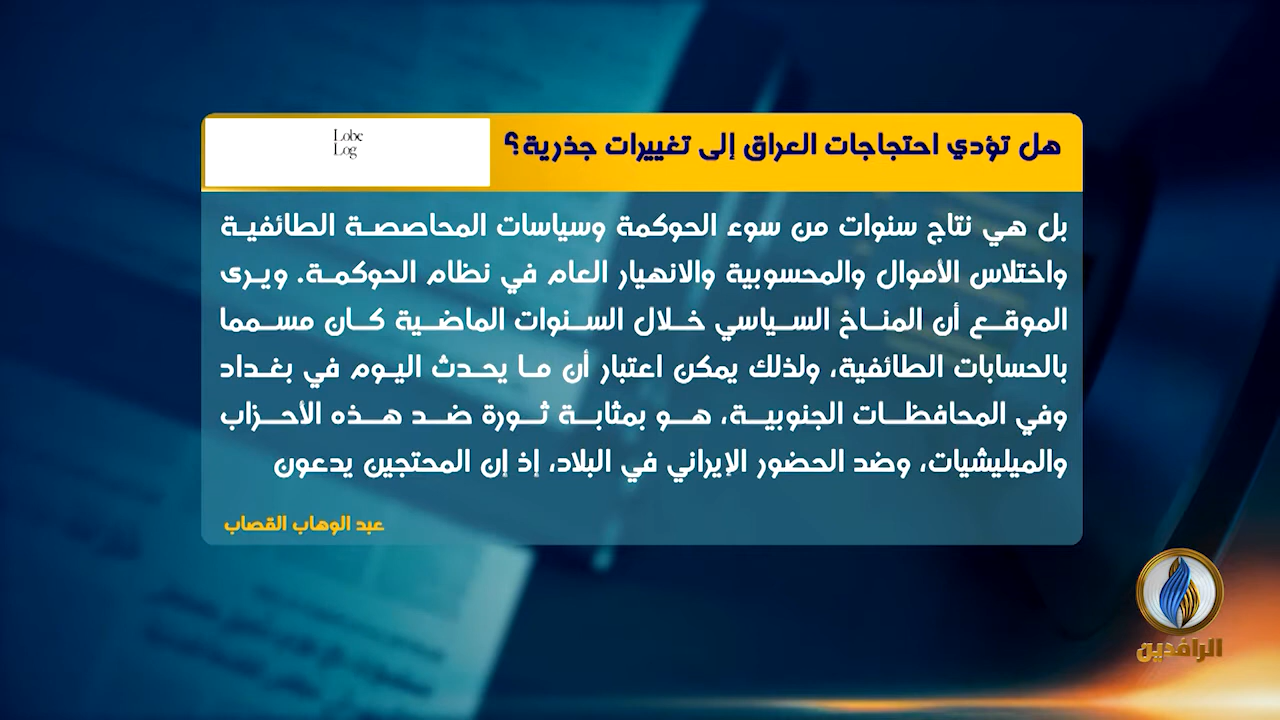 هل تؤدي احتجاجات العراق إلى تغييرات جذرية؟
Lobe
Log
بل هي نتاج سنوات من سوء الحوكمة وسياسات المحاصصة الطائفية
واختلاس الأموال والمحسوبية والانهيار العام في نظام الحوكمة. ويرى
الموقع أن المناخ السياسي خلال السنوات الماضية كان مسمما
بالحسابات الطائفية، ولذلك يمكن اعتبار أن ما يحدث اليوم في بغداد
وفي المحافظات الجنوبية، هو بمثابة ثورة ضد هذه الأحزاب
والميليشيات، وضد الحضور الإيراني في البلاد، إذ إن المحتجين يدعون
عبد الوهاب القصاب
الرافدين